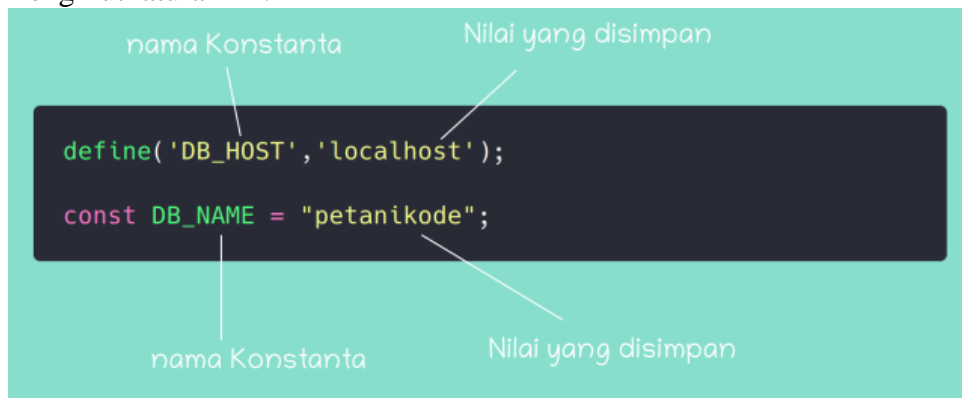 nama Konstanta
Nilai yang disimpan
define('DB_HOST','localhost');
const DB_NAME = "petanikode";
nama Konstanta
Nilai yang disimpan